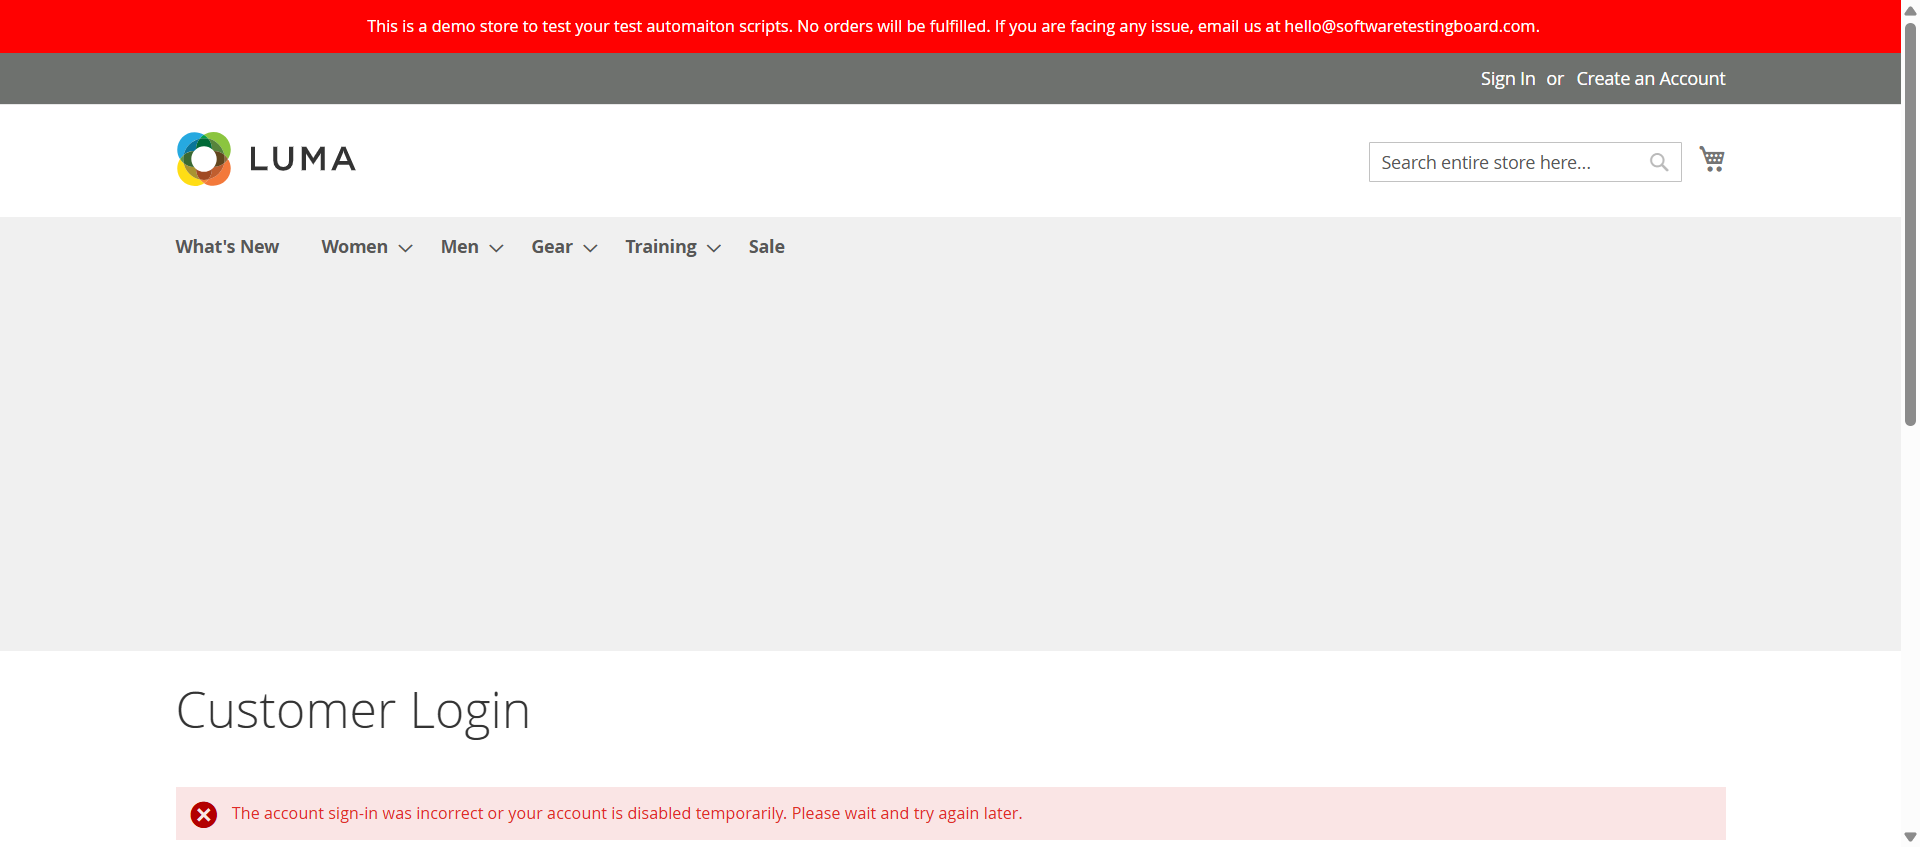 This is a demo store to test your test automaiton scripts. No orders will be fulfilled. If you are facing any issue, email us at hello@softwaretestingboard.com.
Sign In or Create an Account
LUMA
Search entire store here...
What's New Women Men Gear Training Sale
Customer Login
The account sign-in was incorrect or your account is disabled temporarily. Please wait and try again later.